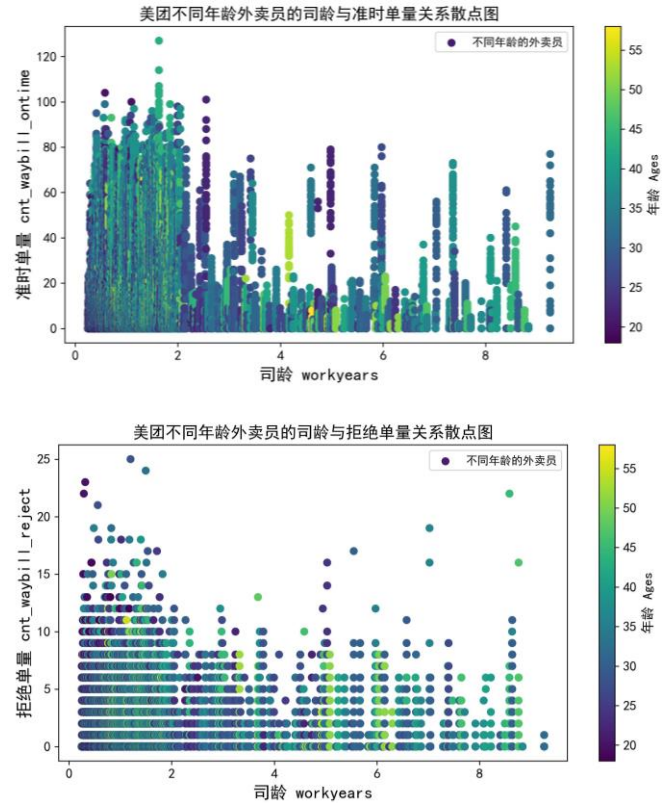 美团不同年龄外卖员的司龄与准时单量关系散点图
不同年龄的外卖员
准时单量 cnt_waybill_ontime
120
100
80
60
40
20
0
0 2 4 6 8
司龄 workyears
55
50
45
40
35
30
25
20
年龄 Ages
美团不同年龄外卖员的司龄与拒绝单量关系散点图
不同年龄的外卖员
拒绝单量 cnt_waybill_reject
25
20
15
10
5
0
0 2 4 6 8
司龄 workyears
55
50
45
40
35
30
25
20
年龄 Ages